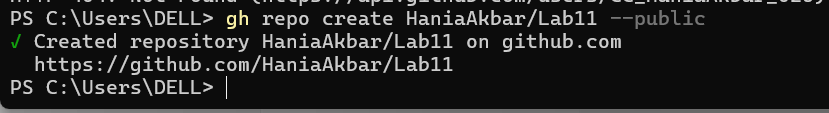 PS C:\Users\DELL> gh repo create HaniaAkbar/Lab11 --public
✓ Created repository HaniaAkbar/Lab11 on github.com
https://github.com/HaniaAkbar/Lab11
PS C:\Users\DELL>